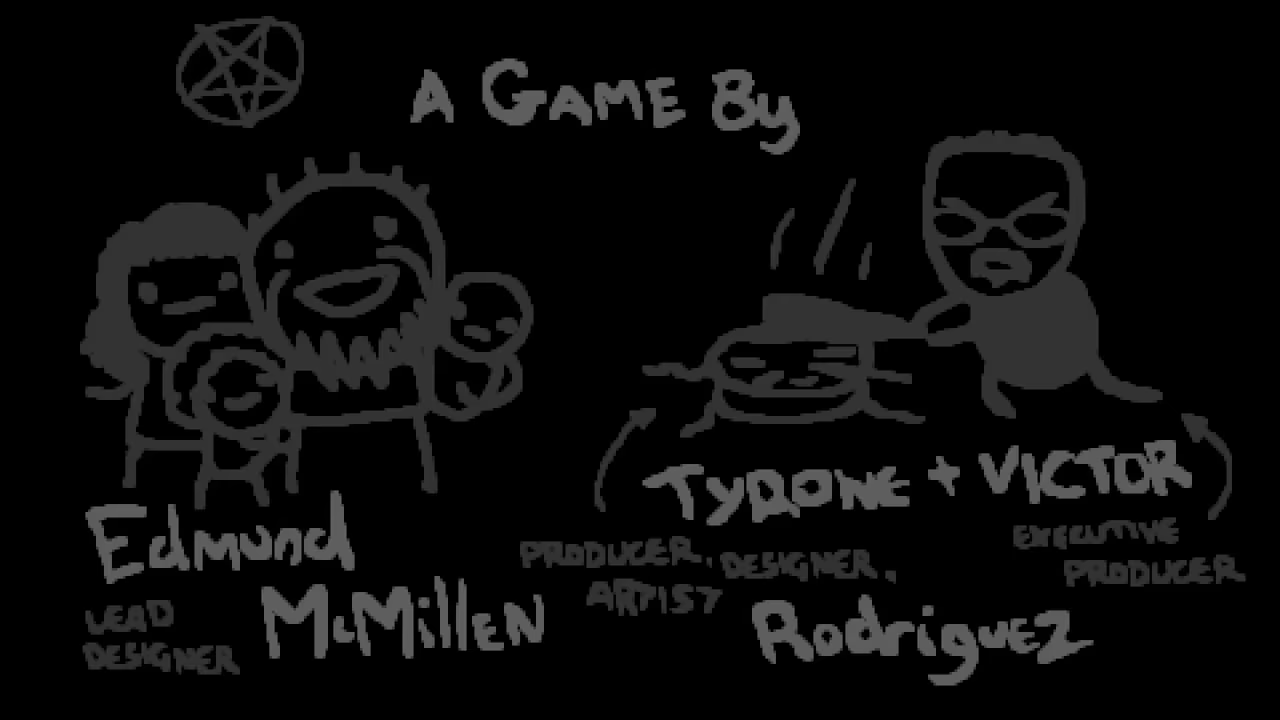 A GAME By
Edmund
McMillEN
LEAD
DESIGNER
TYRONE + VICTOR
PRODUCER, DESIGNER,
ARTIST
EXECUTIVE
PRODUCER
RodriguEZ